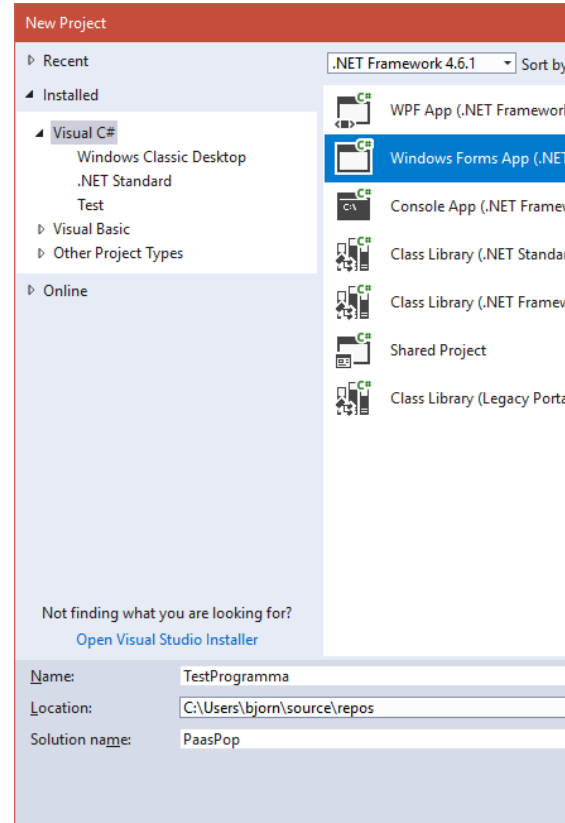 New Project
Recent
Installed
Visual C#
Windows Classic Desktop
.NET Standard
Test
Visual Basic
Other Project Types
Online
Not finding what you are looking for?
Open Visual Studio Installer
.NET Framework 4.6.1 Sort by
C# WPF App (.NET Framework
C# Windows Forms App (.NET
C:\ C# Console App (.NET Framew
C# Class Library (.NET Standar
C# Class Library (.NET Framew
C# Shared Project
C# Class Library (Legacy Porta
Name: TestProgramma
Location: C:\Users\bjorn\source\repos
Solution name: PaasPop